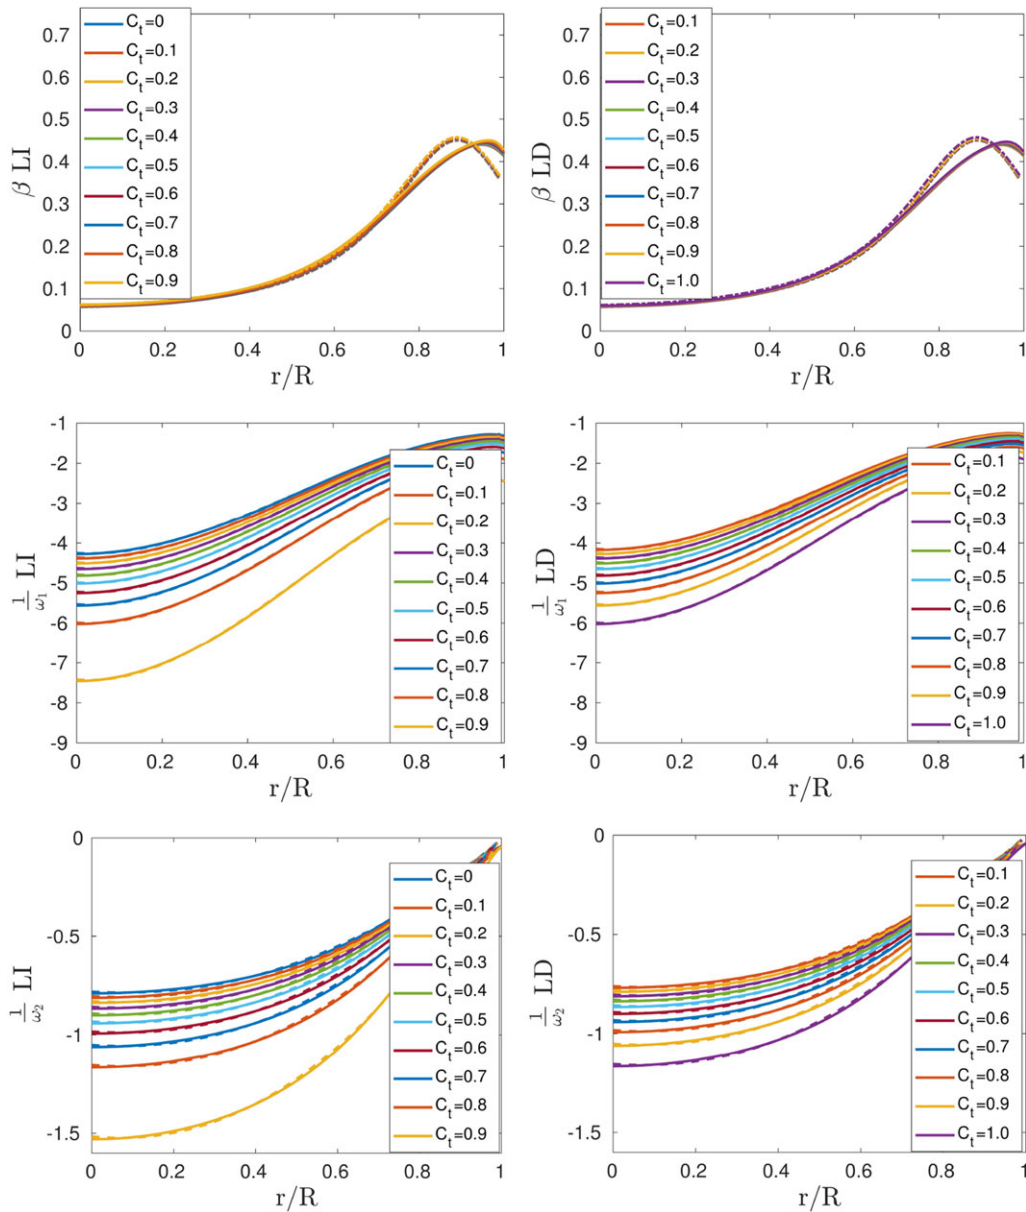 β LI
0.7
0.6
0.5
0.4
0.3
0.2
0.1
0
C_t=0
C_t=0.1
C_t=0.2
C_t=0.3
C_t=0.4
C_t=0.5
C_t=0.6
C_t=0.7
C_t=0.8
C_t=0.9
0 0.2 0.4 0.6 0.8 1
r/R
β LD
0.7
0.6
0.5
0.4
0.3
0.2
0.1
0
C_t=0.1
C_t=0.2
C_t=0.3
C_t=0.4
C_t=0.5
C_t=0.6
C_t=0.7
C_t=0.8
C_t=0.9
C_t=1.0
0 0.2 0.4 0.6 0.8 1
r/R
1/ω₁ LI
-1
-2
-3
-4
-5
-6
-7
-8
-9
C_t=0
C_t=0.1
C_t=0.2
C_t=0.3
C_t=0.4
C_t=0.5
C_t=0.6
C_t=0.7
C_t=0.8
C_t=0.9
0 0.2 0.4 0.6 0.8 1
r/R
1/ω₁ LD
-1
-2
-3
-4
-5
-6
-7
-8
-9
C_t=0.1
C_t=0.2
C_t=0.3
C_t=0.4
C_t=0.5
C_t=0.6
C_t=0.7
C_t=0.8
C_t=0.9
C_t=1.0
0 0.2 0.4 0.6 0.8 1
r/R
1/ω₂ LI
0
-0.5
-1
-1.5
C_t=0
C_t=0.1
C_t=0.2
C_t=0.3
C_t=0.4
C_t=0.5
C_t=0.6
C_t=0.7
C_t=0.8
C_t=0.9
0 0.2 0.4 0.6 0.8 1
r/R
1/ω₂ LD
0
-0.5
-1
-1.5
C_t=0.1
C_t=0.2
C_t=0.3
C_t=0.4
C_t=0.5
C_t=0.6
C_t=0.7
C_t=0.8
C_t=0.9
C_t=1.0
0 0.2 0.4 0.6 0.8 1
r/R